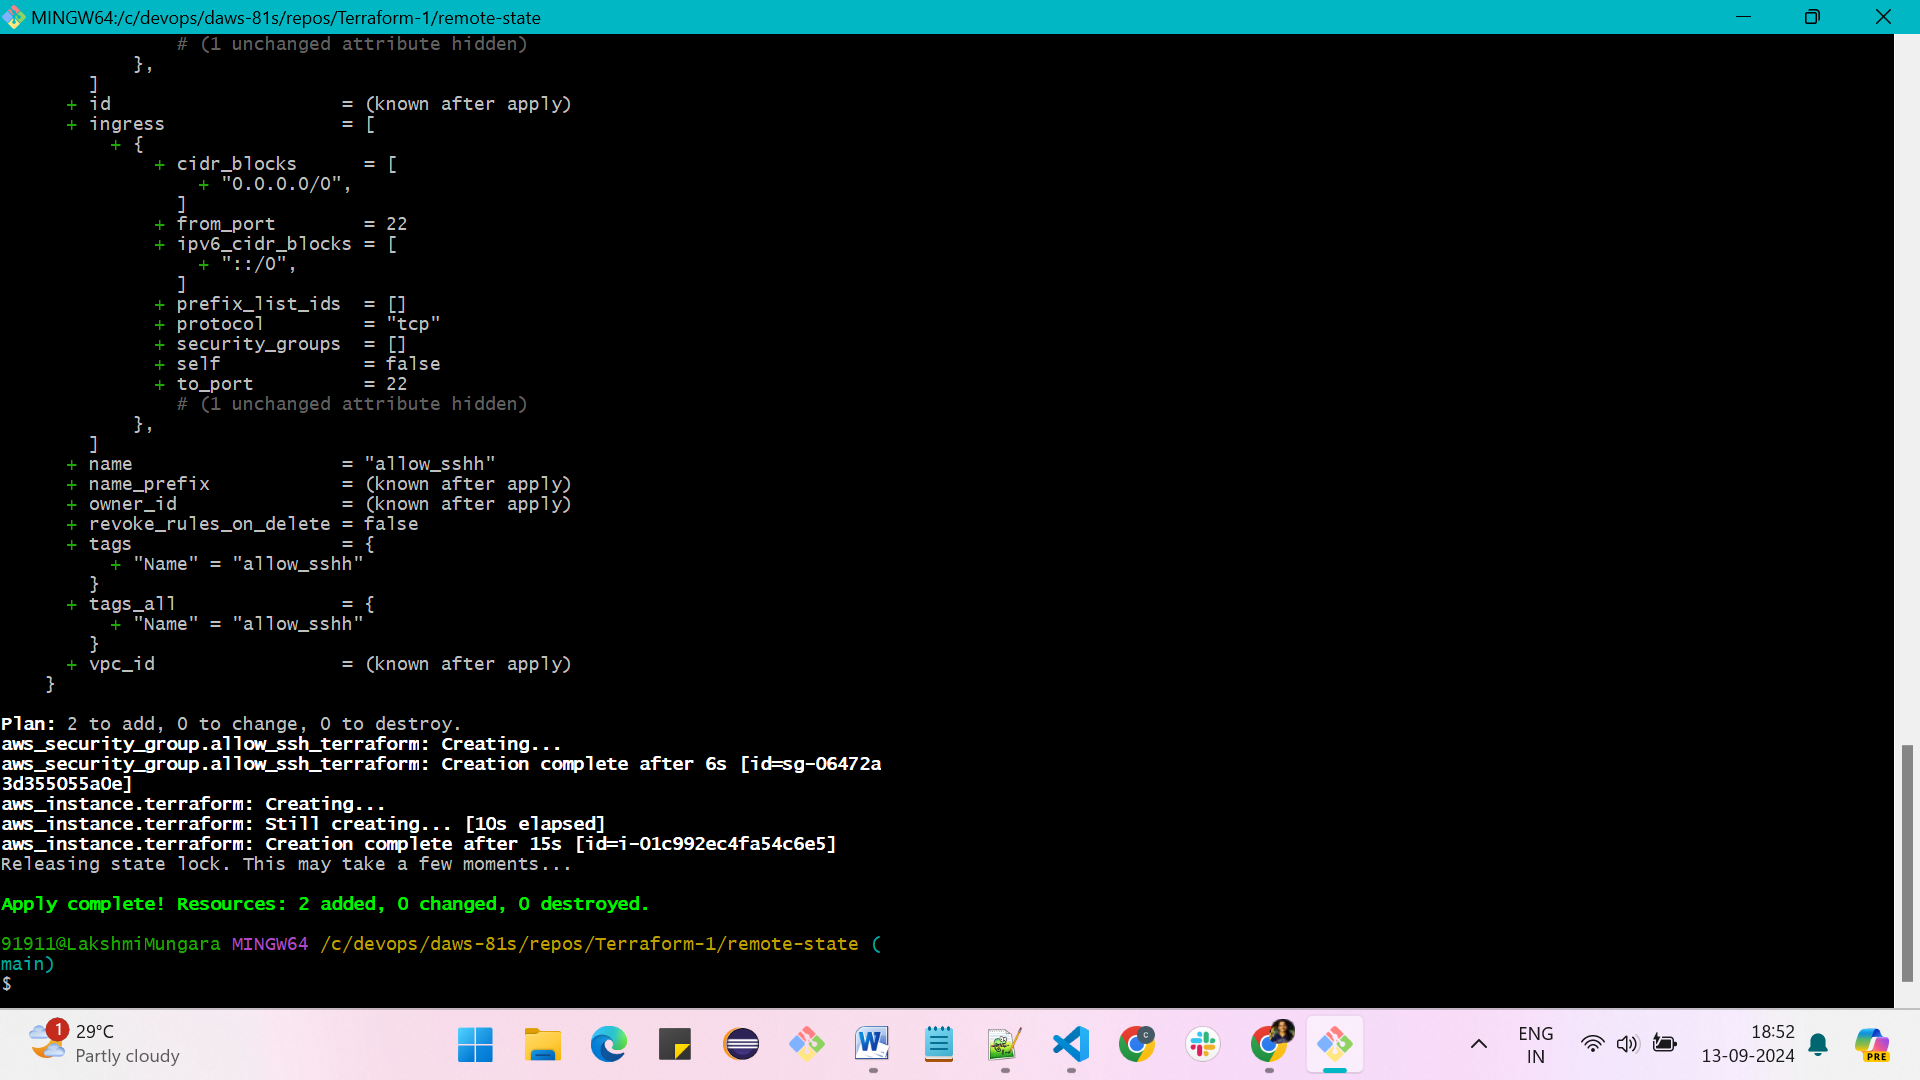 MINGW64:/c/devops/daws-81s/repos/Terraform-1/remote-state
                # (1 unchanged attribute hidden)
            },
        ]
      + id                     = (known after apply)
      + ingress                = [
          + {
              + cidr_blocks      = [
                  + "0.0.0.0/0",
                ]
              + from_port        = 22
              + ipv6_cidr_blocks = [
                  + "::/0",
                ]
              + prefix_list_ids  = []
              + protocol         = "tcp"
              + security_groups  = []
              + self             = false
              + to_port          = 22
                # (1 unchanged attribute hidden)
            },
        ]
      + name                   = "allow_sshh"
      + name_prefix            = (known after apply)
      + owner_id               = (known after apply)
      + revoke_rules_on_delete = false
      + tags                   = {
          + "Name" = "allow_sshh"
        }
      + tags_all               = {
          + "Name" = "allow_sshh"
        }
      + vpc_id                 = (known after apply)
    }

Plan: 2 to add, 0 to change, 0 to destroy.
aws_security_group.allow_ssh_terraform: Creating...
aws_security_group.allow_ssh_terraform: Creation complete after 6s [id=sg-06472a
3d355055a0e]
aws_instance.terraform: Creating...
aws_instance.terraform: Still creating... [10s elapsed]
aws_instance.terraform: Creation complete after 15s [id=i-01c992ec4fa54c6e5]
Releasing state lock. This may take a few moments...

Apply complete! Resources: 2 added, 0 changed, 0 destroyed.

91911@LakshmiMungara MINGW64 /c/devops/daws-81s/repos/Terraform-1/remote-state (
main)
$
1
29°C
Partly cloudy
W
c
ENG
IN
18:52
13-09-2024
PRE